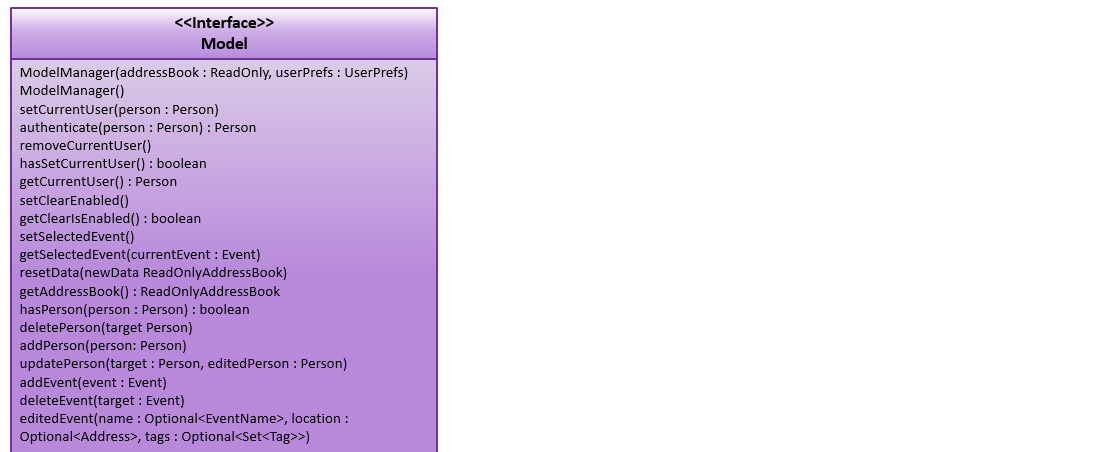 <<Interface>>
Model
ModelManager(addressBook : ReadOnly, userPrefs : UserPrefs)
ModelManager()
setCurrentUser(person : Person)
authenticate(person : Person) : Person
removeCurrentUser()
hasSetCurrentUser() : boolean
getCurrentUser() : Person
setClearEnabled()
getClearIsEnabled() : boolean
setSelectedEvent()
getSelectedEvent(currentEvent : Event)
resetData(newData ReadOnlyAddressBook)
getAddressBook() : ReadOnlyAddressBook
hasPerson(person : Person) : boolean
deletePerson(target Person)
addPerson(person: Person)
updatePerson(target : Person, editedPerson : Person)
addEvent(event : Event)
deleteEvent(target : Event)
editedEvent(name : Optional<EventName>, location :
Optional<Address>, tags : Optional<Set<Tag>>)